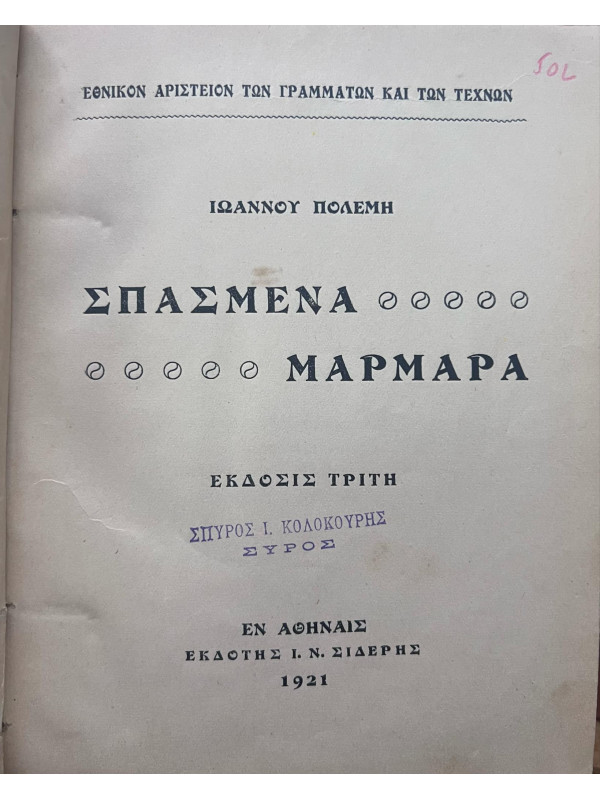 50L
ΕΘΝΙΚΟΝ ΑΡΙΣΤΕΙΟΝ ΤΩΝ ΓΡΑΜΜΑΤΩΝ ΚΑΙ ΤΩΝ ΤΕΧΝΩΝ
ΙΩΑΝΝΟΥ ΠΟΛΕΜΗ
ΣΠΑΣΜΕΝΑ
ΜΑΡΜΑΡΑ
ΕΚΔΟΣΙΣ ΤΡΙΤΗ
ΣΠΥΡΟΣ Ι. ΚΟΛΟΚΟΥΡΗΣ
ΣΥΡΟΣ
ΕΝ ΑΘΗΝΑΙΣ
ΕΚΔΟΤΗΣ Ι. Ν. ΣΙΔΕΡΗΣ
1921